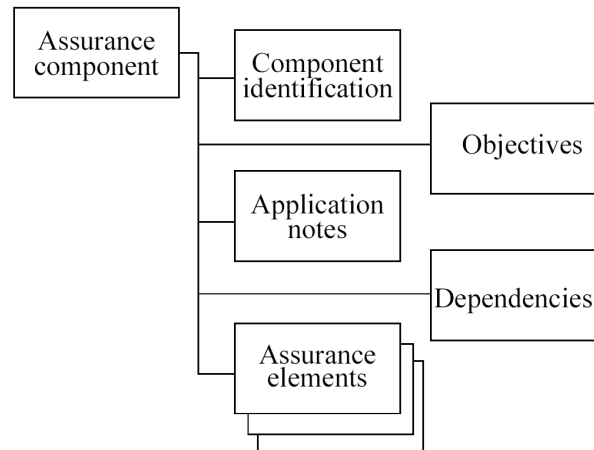 Assurance
component
Component
identification
Objectives
Application
notes
Dependencies
Assurance
elements